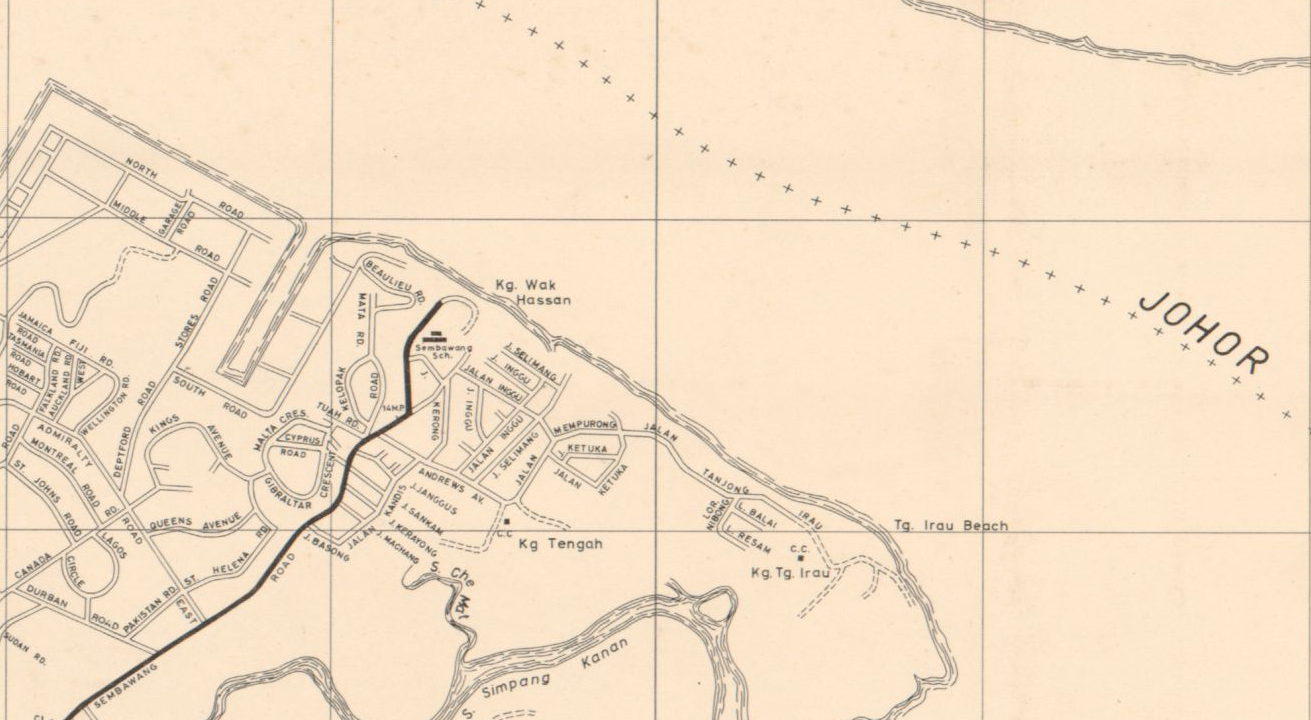 NORTH
ROAD
MIDDLE
GARAGE
ROAD
ROAD
STORES ROAD
BEAULIEU RD.
Kg. Wak
Hassan
MATA RD.
Sembawang
Sch.
JOHOR
JAMAICA
ROAD
TASMANIA
ROAD
HOBART
ROAD
FIJI RD
FALKLAND RD
AUCKLAND RD
WEST
WELLINGTON RD.
SOUTH ROAD
DEPTFORD ROAD
KINGS AVENUE
MALTA CRES.
TUAH RD.
KELOPAK
ROAD
14M.P.
CYPRUS
ROAD
GIBRALTAR
CRESCENT
J.
KERONG
J. SELIMANG
J. INGGU
JALAN INGGU
J. INGGU
JALAN INGGU
J. SELIMANG
JALAN
MEMPURONG
J. KETUKA
JALAN
KETUKA
JALAN
TANJONG
IRAU
LOR.
NIBONG
L. BALAI
J. RESAM
C.C.
Kg. Tg. Irau
Tg. Irau Beach
ANDREWS AV.
J. JANGGUS
J. SANKAM
J. KERAYONG
J. MACHANG
JALAN KANDIS
J. BASONG
C.C
Kg Tengah
ROAD
ADMIRALTY
ROAD
MONTREAL ROAD
RD.
ST. JOHNS
ROAD
LAGOS
CIRCLE
CANADA
DURBAN ROAD
PAKISTAN RD
QUEENS AVENUE
ST. HELENA RD
EAST
SUDAN RD.
SEMBAWANG
ROAD
S. Che
Mat
Simpang Kanan
S.